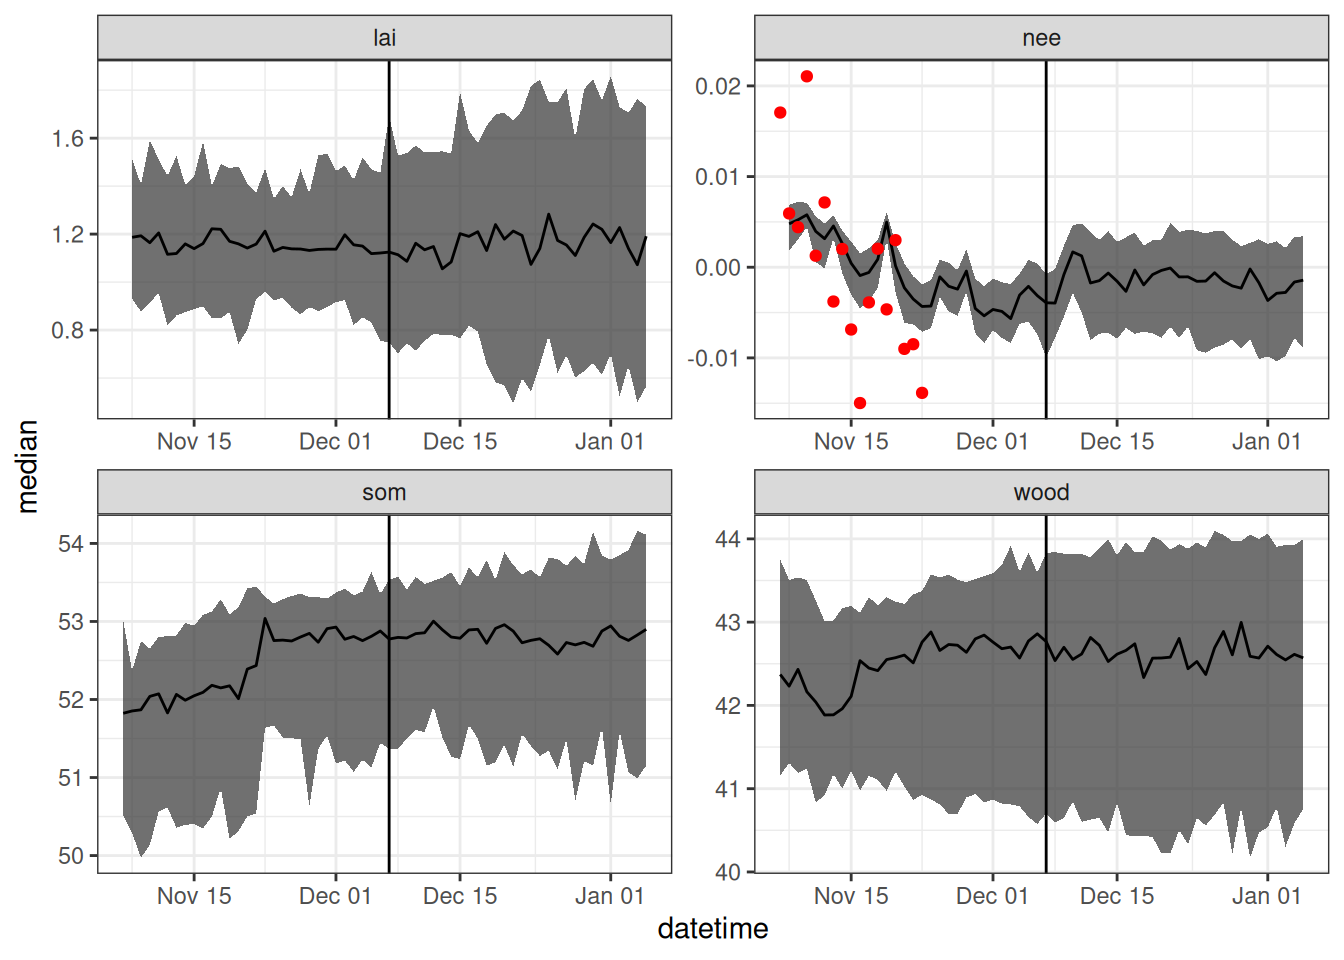 lai
nee
1.6
1.2
0.8
0.02
0.01
0.00
-0.01
Nov 15 Dec 01 Dec 15 Jan 01
Nov 15 Dec 01 Dec 15 Jan 01
median
som
wood
54
53
52
51
50
44
43
42
41
40
Nov 15 Dec 01 Dec 15 Jan 01
Nov 15 Dec 01 Dec 15 Jan 01
datetime